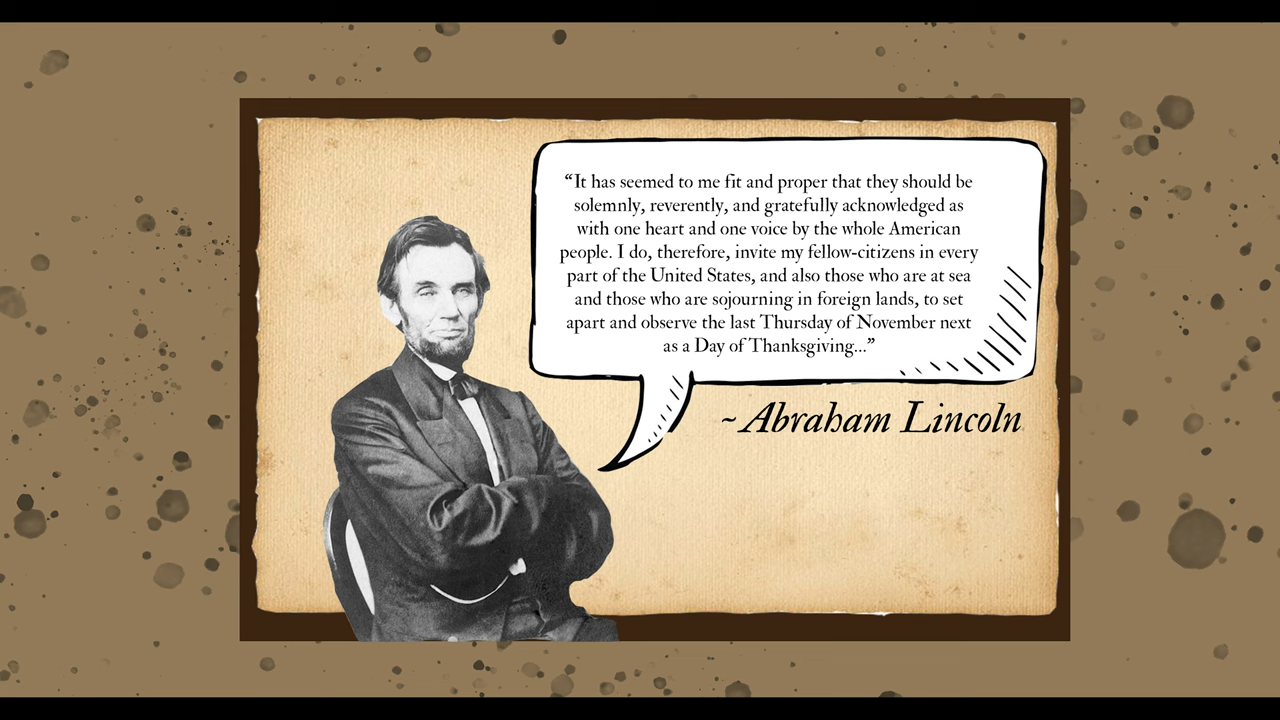 “It has seemed to me fit and proper that they should be
solemnly, reverently, and gratefully acknowledged as
with one heart and one voice by the whole American
people. I do, therefore, invite my fellow-citizens in every
part of the United States, and also those who are at sea
and those who are sojourning in foreign lands, to set
apart and observe the last Thursday of November next
as a Day of Thanksgiving...”
~ Abraham Lincoln